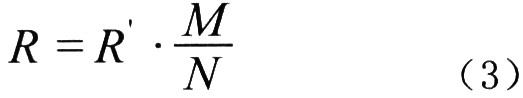 R = R' · M/N (3)